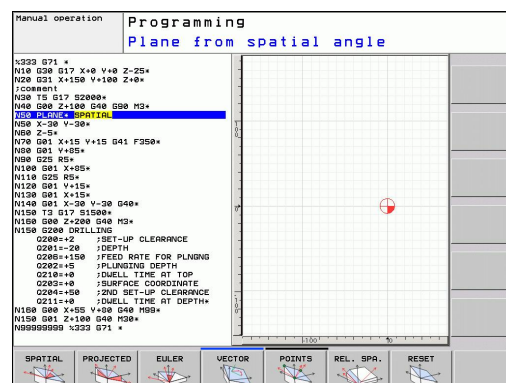 Manual operation
Programming
Plane from spatial angle
%333 G71 *
N10 G30 G17 X+0 Y+0 Z-25*
N20 G31 X+150 Y+100 Z+0*
;comment
N30 T5 G17 S2000*
N40 G00 Z+100 G40 G90 M3*
N50 PLANE* SPATIAL
N50 X-30 Y-30*
N60 Z-5*
N70 G01 X+15 Y+15 G41 F350*
N80 G01 Y+85*
N90 G25 R5*
N100 G01 X+85*
N110 G25 R5*
N120 G01 Y+15*
N130 G01 X+15*
N140 G01 X-30 Y-30 G40*
N150 T3 G17 S1500*
N160 G00 Z+200 G40 M3*
N150 G200 DRILLING
Q200=+2 ;SET-UP CLEARANCE
Q201=-20 ;DEPTH
Q206=+150 ;FEED RATE FOR PLNGNG
Q202=+5 ;PLUNGING DEPTH
Q210=+0 ;DWELL TIME AT TOP
Q203=+0 ;SURFACE COORDINATE
Q204=+50 ;2ND SET-UP CLEARANCE
Q211=+0 ;DWELL TIME AT DEPTH*
N160 G00 X+55 Y+80 G40 M99*
N150 G01 Z+100 G40 M30*
N99999999 %333 G71 *
SPATIAL PROJECTED EULER VECTOR POINTS REL. SPA. RESET